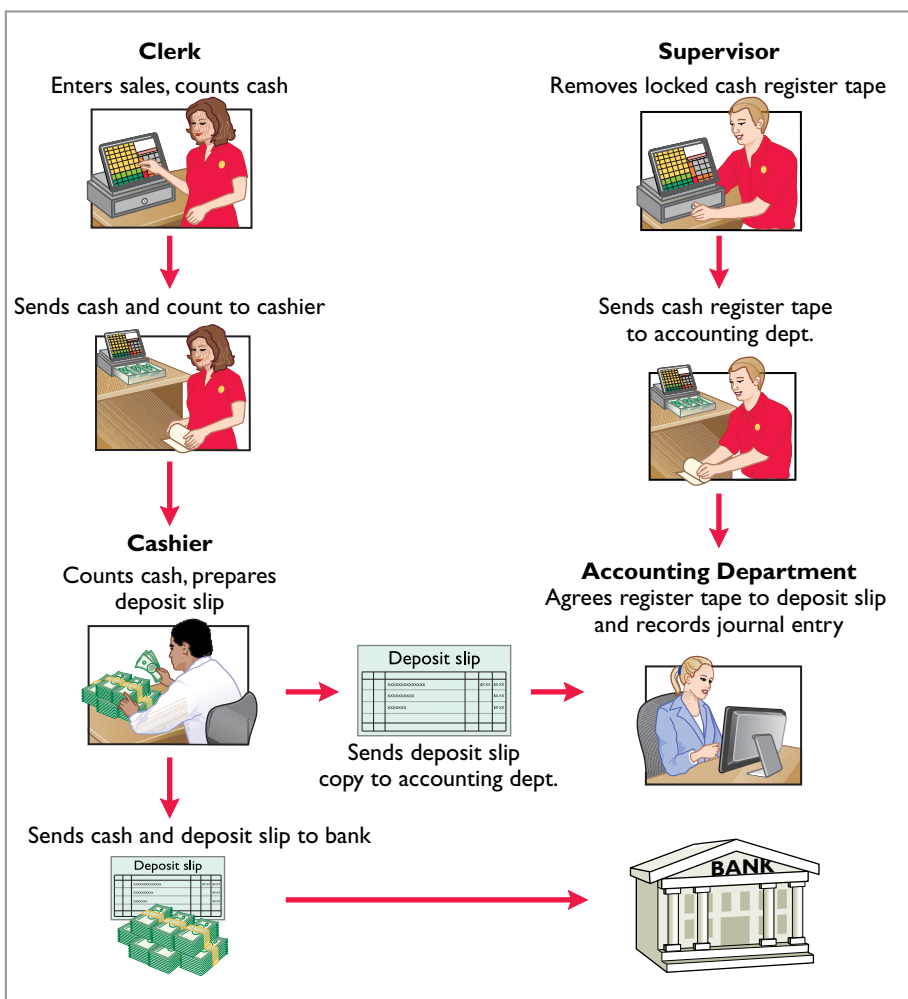 Clerk
Enters sales, counts cash
Supervisor
Removes locked cash register tape
Sends cash and count to cashier
Sends cash register tape
to accounting dept.
Cashier
Counts cash, prepares
deposit slip
Accounting Department
Agrees register tape to deposit slip
and records journal entry
Deposit slip
xxxxxxxxxxxxxx
xxxxxxxxxx
xxxxxxx
Sends deposit slip
copy to accounting dept.
Sends cash and deposit slip to bank
Deposit slip
BANK